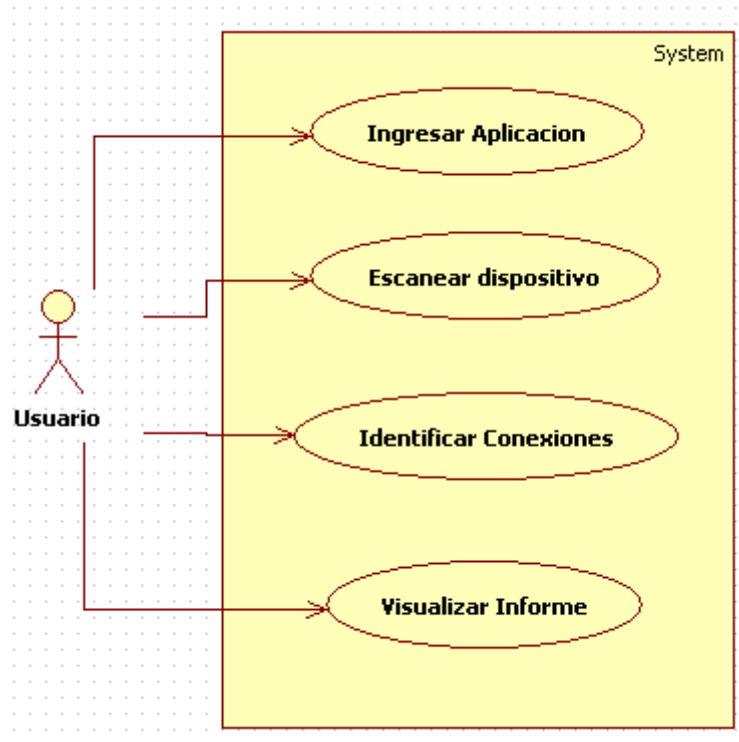 System
Ingresar Aplicacion
Escanear dispositivo
Usuario
Identificar Conexiones
Visualizar Informe